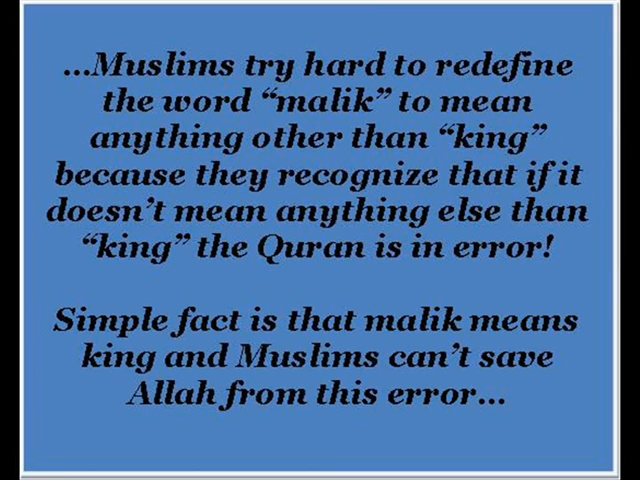 ...Muslims try hard to redefine
the word “malik” to mean
anything other than “king”
because they recognize that if it
doesn’t mean anything else than
“king” the Quran is in error!
Simple fact is that malik means
king and Muslims can’t save
Allah from this error...